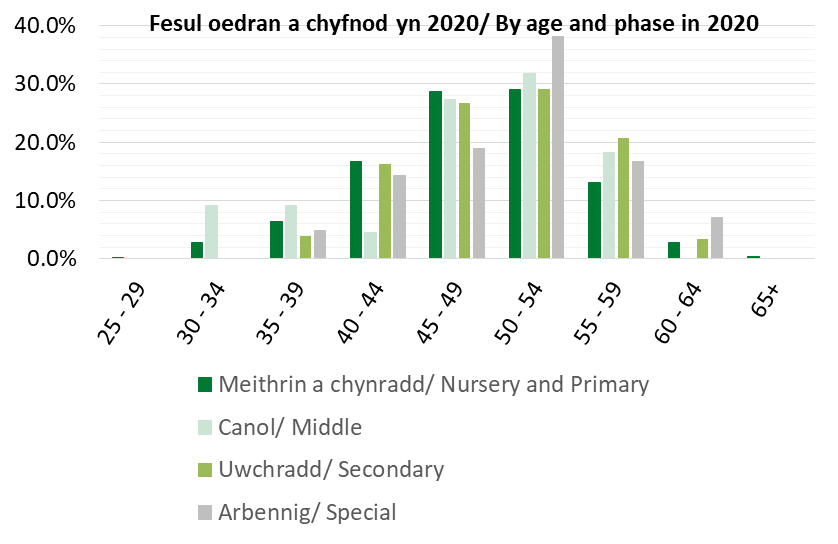 Fesul oedran a chyfnod yn 2020/ By age and phase in 2020
40.0%
30.0%
20.0%
10.0%
0.0%
25 - 29
30 - 34
35 - 39
40 - 44
45 - 49
50 - 54
55 - 59
60 - 64
65+
Meithrin a chynradd/ Nursery and Primary
Canol/ Middle
Uwchradd/ Secondary
Arbennig/ Special